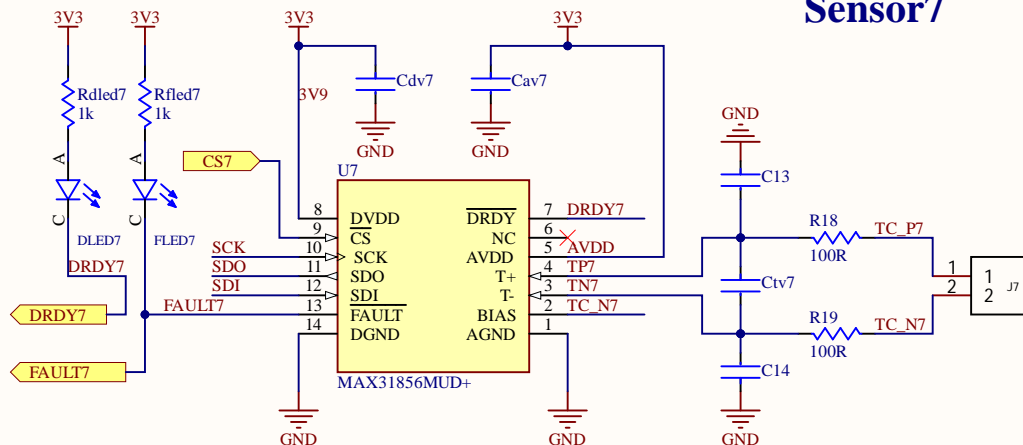 Sensor7
3V3
3V3
3V3
3V3
Rdled7
1k
Rfled7
1k
Cdv7
Cav7
3V9
GND
GND
GND
A
A
CS7
U7
C13
C
C
DLED7
FLED7
8
DVDD
DRDY
7
DRDY7
9
CS
NC
6
R18
TC_P7
SCK
10
SCK
AVDD
5
AVDD
100R
DRDY7
SDO
11
SDO
T+
4
TP7
1
1
SDI
12
SDI
T-
3
TN7
Ctv7
2
2
J7
FAULT7
13
FAULT
BIAS
2
TC_N7
DRDY7
14
DGND
AGND
1
R19
TC_N7
100R
FAULT7
MAX31856MUD+
C14
GND
GND
GND